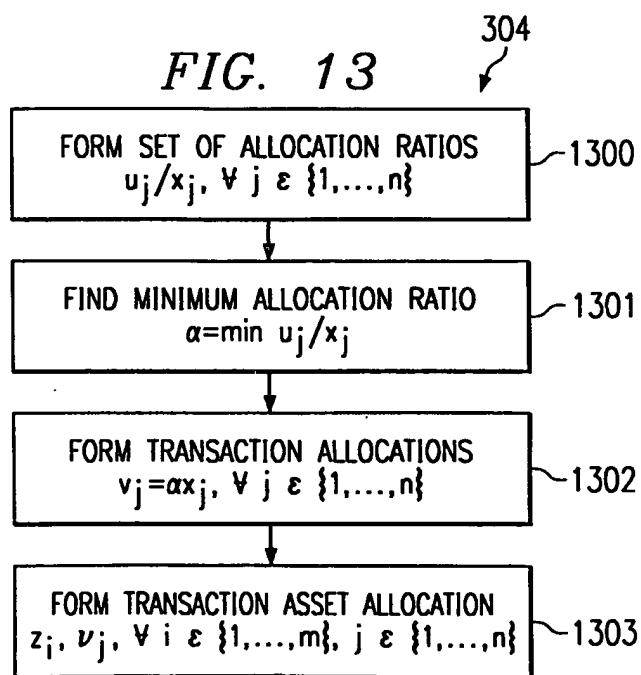 304
FIG. 13
FORM SET OF ALLOCATION RATIOS
uj/xj, ∀ j ε {1,...,n}
1300
FIND MINIMUM ALLOCATION RATIO
α=min uj/xj
1301
FORM TRANSACTION ALLOCATIONS
vj=αxj, ∀ j ε {1,...,n}
1302
FORM TRANSACTION ASSET ALLOCATION
zi, νj, ∀ i ε {1,...,m}, j ε {1,...,n}
1303